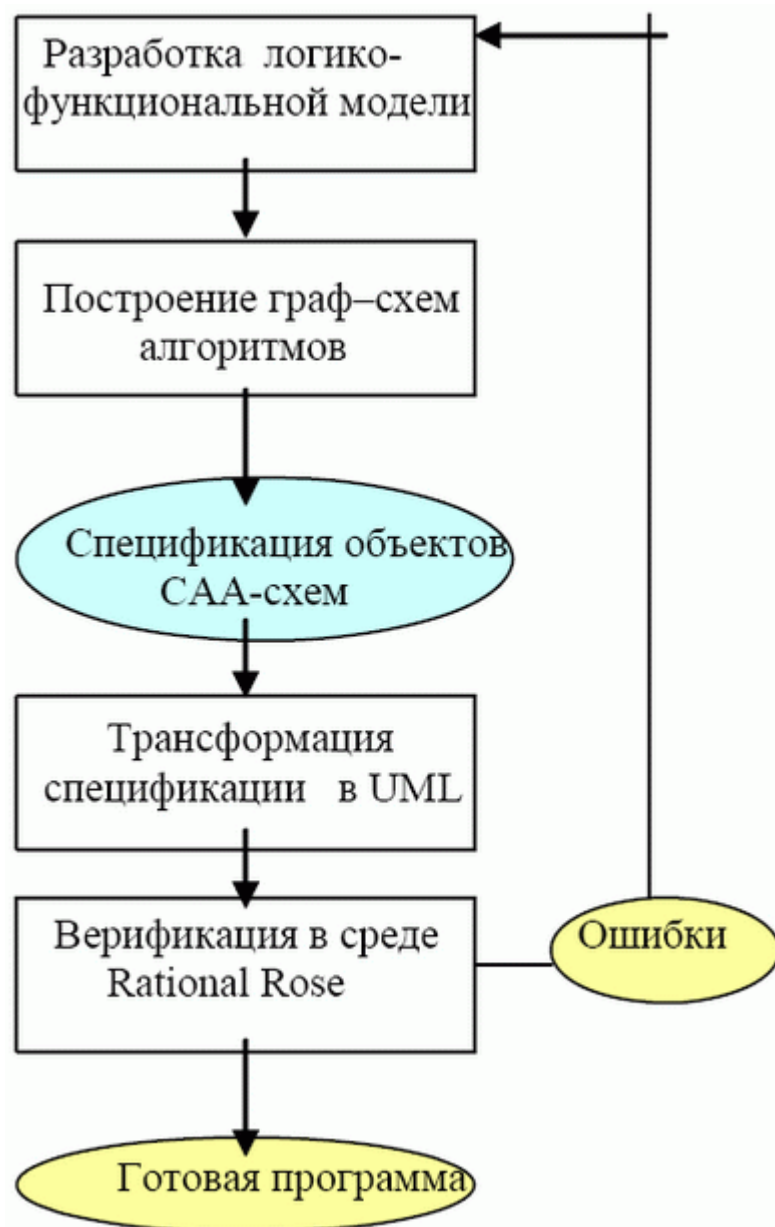 Разработка логико-
функциональной модели
Построение граф–схем
алгоритмов
Спецификация объектов
САА-схем
Трансформация
спецификации в UML
Верификация в среде
Rational Rose
Ошибки
Готовая программа